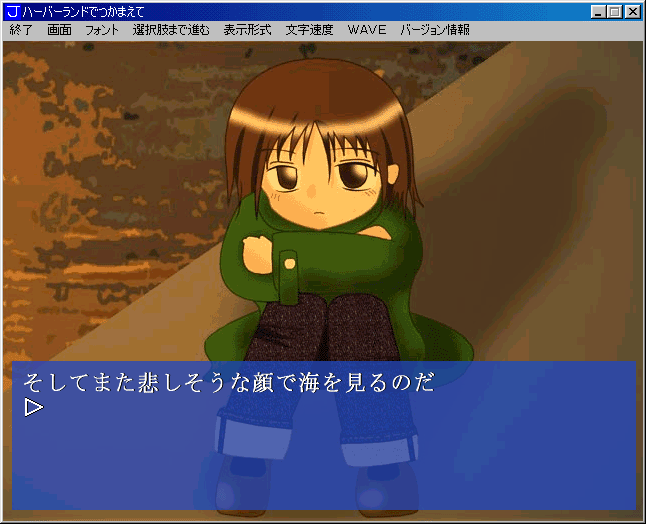 ハーバーランドでつかまえて
終了 画面 フォント 選択肢まで進む 表示形式 文字速度 WAVE バージョン情報
そしてまた悲しそうな顔で海を見るのだ